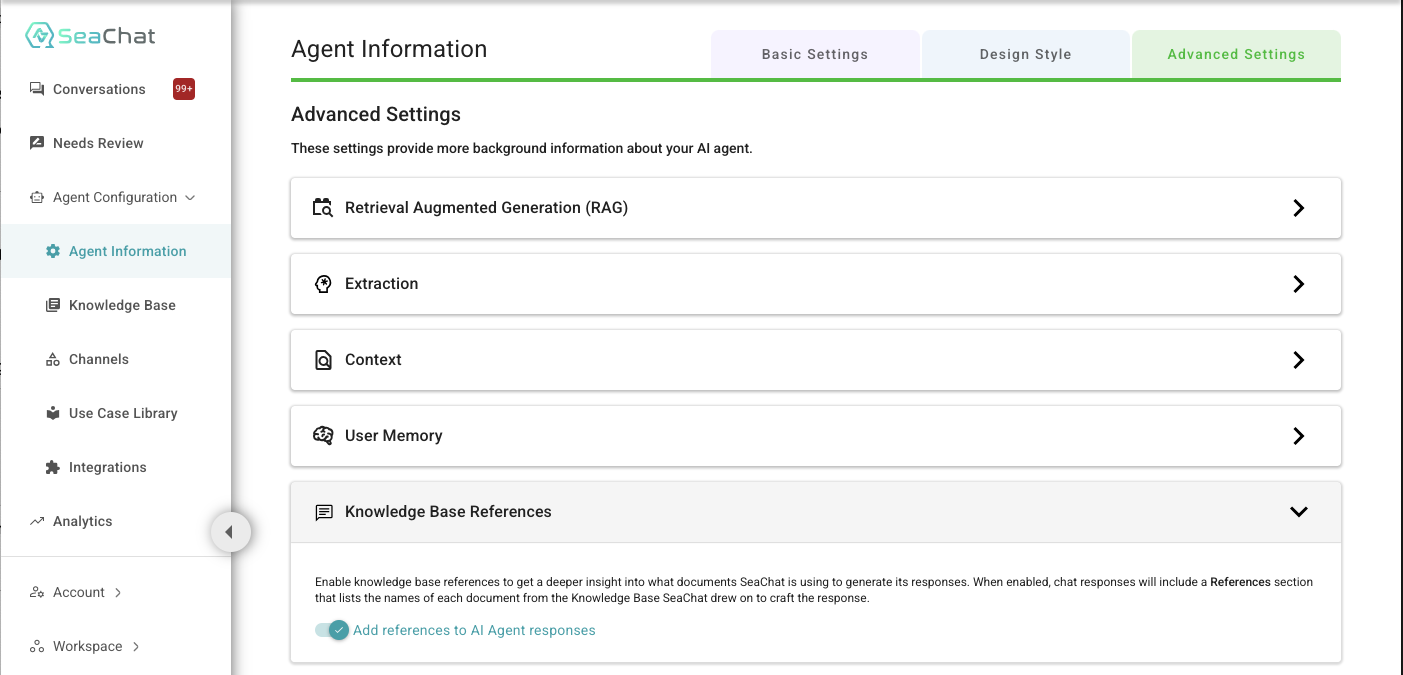 SeaChat
Conversations 99+
Needs Review
Agent Configuration
Agent Information
Knowledge Base
Channels
Use Case Library
Integrations
Analytics
Account
Workspace
Agent Information
Basic Settings
Design Style
Advanced Settings
Advanced Settings
These settings provide more background information about your AI agent.
Retrieval Augmented Generation (RAG)
Extraction
Context
User Memory
Knowledge Base References
Enable knowledge base references to get a deeper insight into what documents SeaChat is using to generate its responses. When enabled, chat responses will include a References section
that lists the names of each document from the Knowledge Base SeaChat drew on to craft the response.
Add references to AI Agent responses